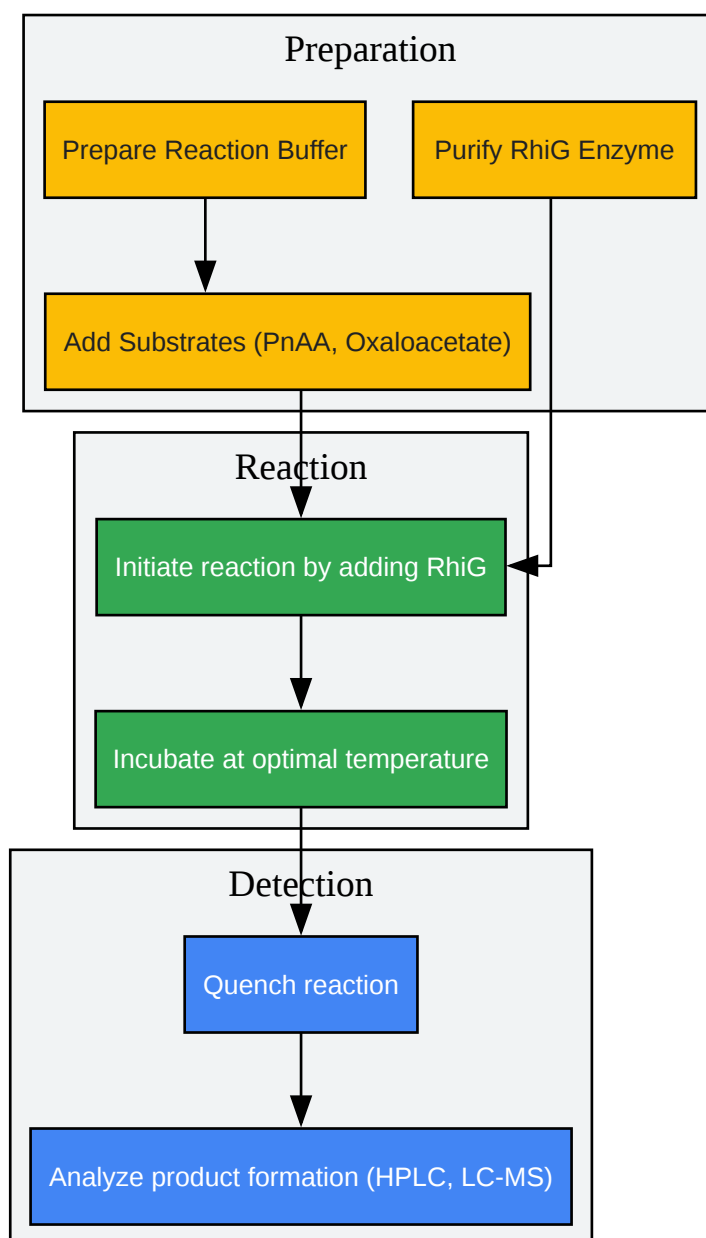 Preparation
Prepare Reaction Buffer
Purify RhiG Enzyme
Add Substrates (PnAA, Oxaloacetate)
Reaction
Initiate reaction by adding RhiG
Incubate at optimal temperature
Detection
Quench reaction
Analyze product formation (HPLC, LC-MS)